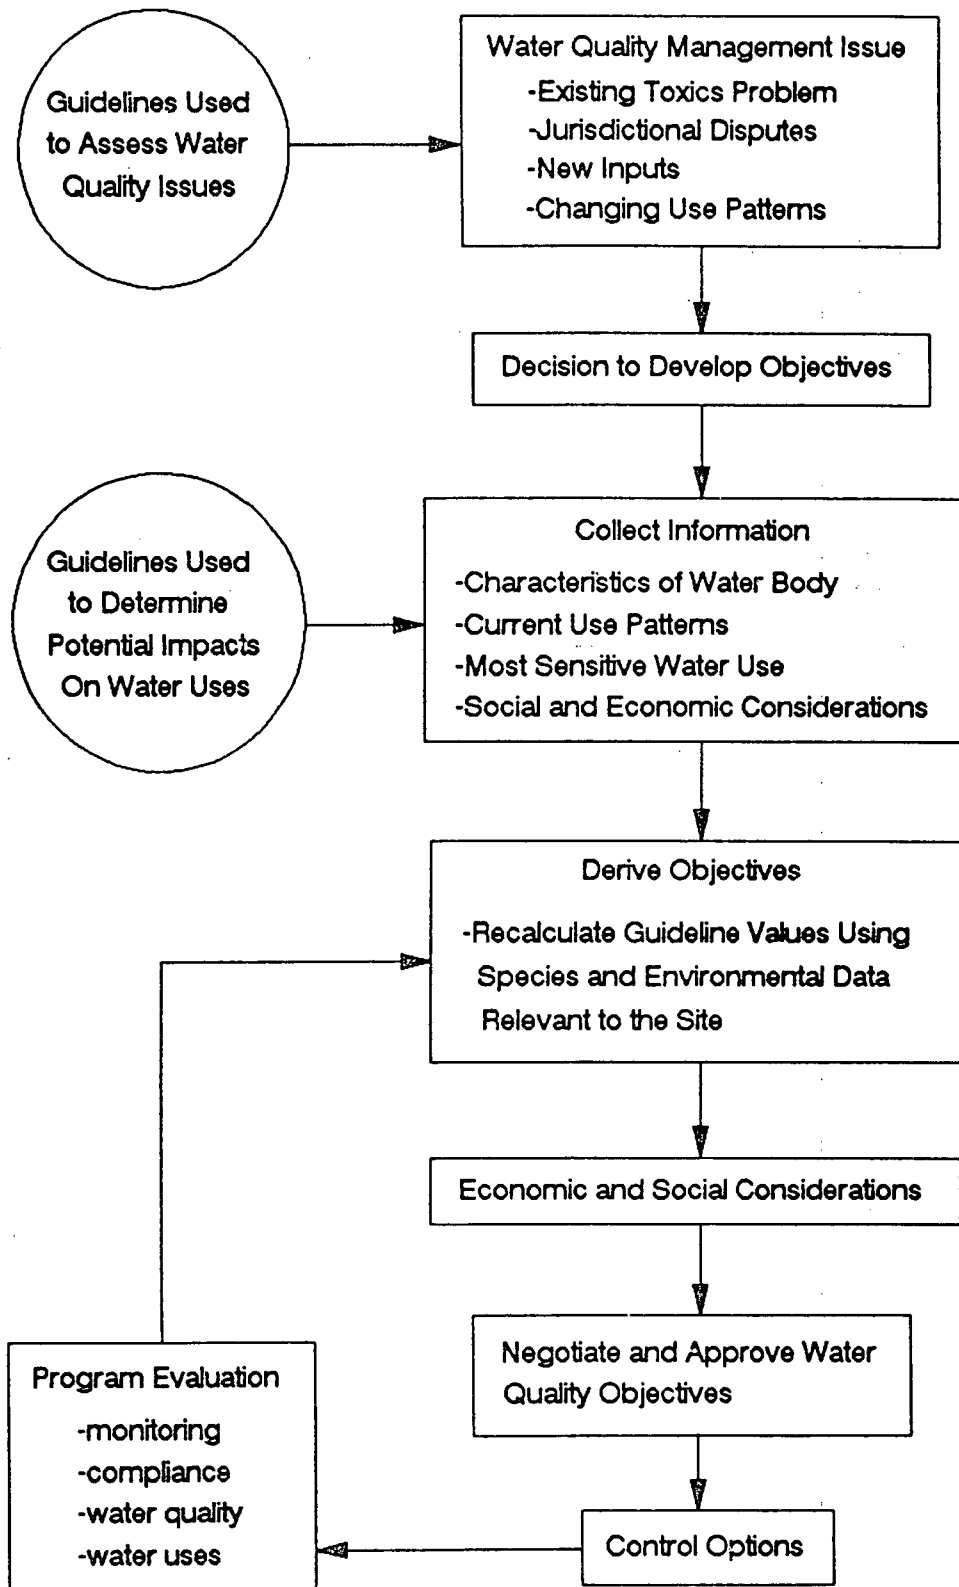 Guidelines Used
to Assess Water
Quality Issues
Water Quality Management Issue
-Existing Toxics Problem
-Jurisdictional Disputes
-New Inputs
-Changing Use Patterns
Decision to Develop Objectives
Guidelines Used
to Determine
Potential Impacts
On Water Uses
Collect Information
-Characteristics of Water Body
-Current Use Patterns
-Most Sensitive Water Use
-Social and Economic Considerations
Derive Objectives
-Recalculate Guideline Values Using
Species and Environmental Data
Relevant to the Site
Economic and Social Considerations
Negotiate and Approve Water
Quality Objectives
Control Options
Program Evaluation
-monitoring
-compliance
-water quality
-water uses